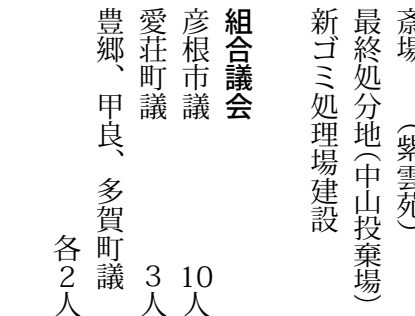 斎場　（紫雲苑）
最終処分地（中山投棄場）
新ゴミ処理場建設
組合議会
彦根市議　10人
愛荘町議　3人
豊郷、甲良、多賀町議
各2人